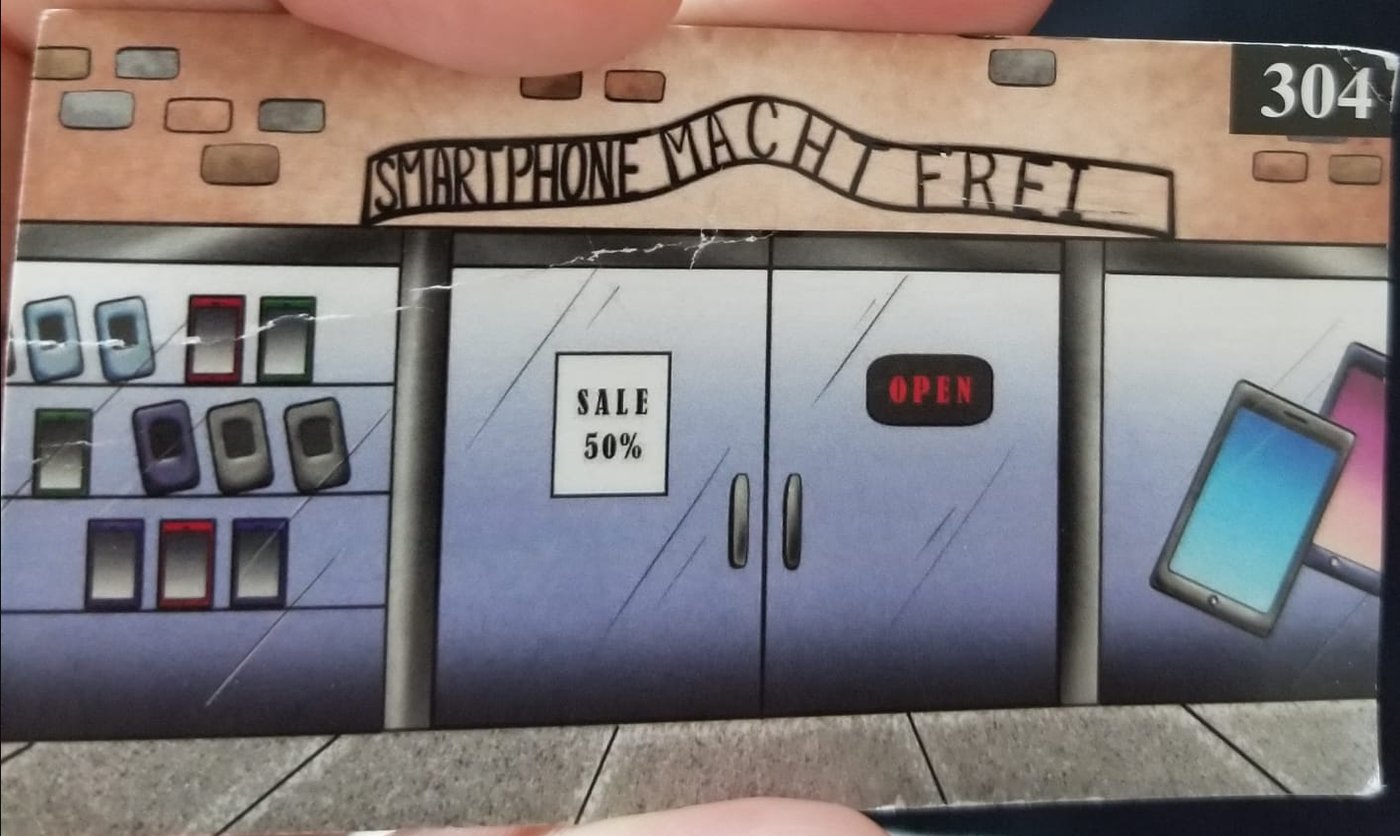 304
SMARTPHONE MACHT FREI
SALE
50%
OPEN